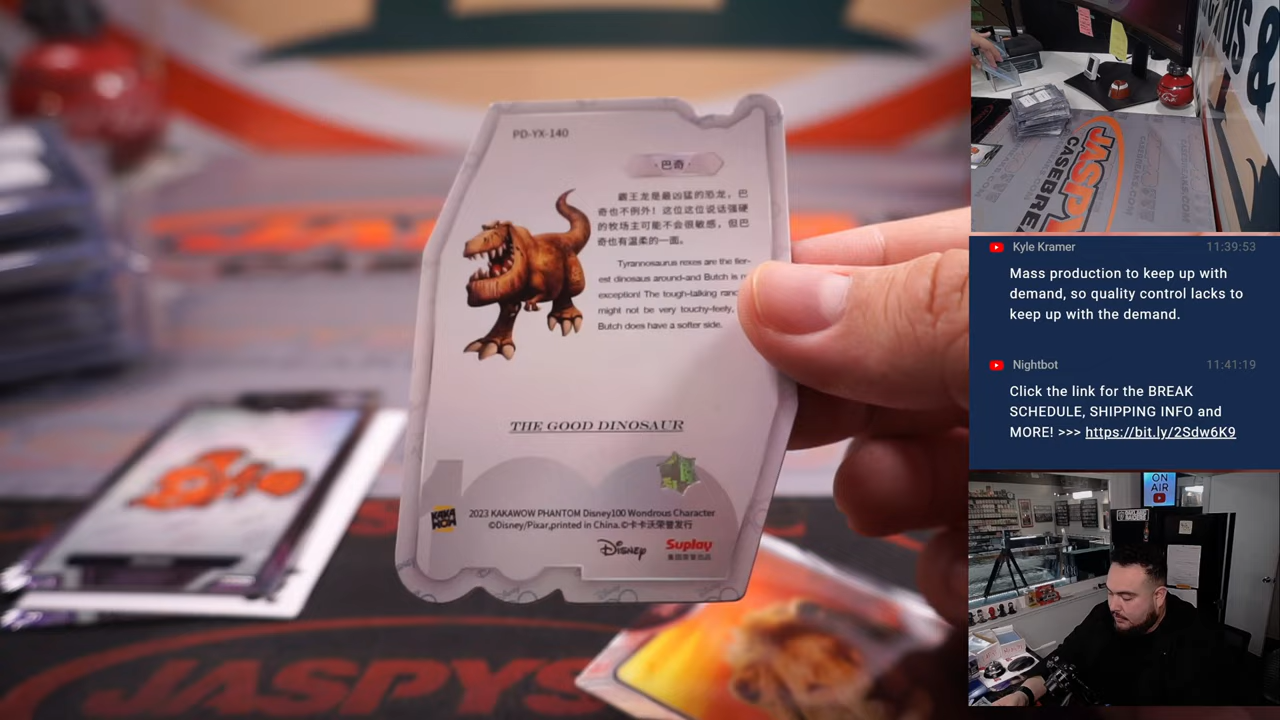 PD-YX-140
巴奇
霸王龙是最凶猛的恐龙，巴
奇也不例外！这位这位说话强硬
的牧场主可能不会很敏感，但巴
奇也有温柔的一面。
Tyrannosaurus rexes are the fier-
est dinosaurs around-and Butch is
exception! The tough-talking
might not be very touchy-feely,
Butch does have a softer side.
THE GOOD DINOSAUR
KAKA WOW
2023 KAKAWOW PHANTOM Disney100 Wondrous Character
©Disney/Pixar,printed in China.©卡卡沃荣誉发行
Disney
Suplay
JASPYS
JASPY
CASEBREA
Kyle Kramer 11:39:53
Mass production to keep up with
demand, so quality control lacks to
keep up with the demand.
Nightbot 11:41:19
Click the link for the BREAK
SCHEDULE, SHIPPING INFO and
MORE! >>> https://bit.ly/2Sdw6K9
ON
AIR